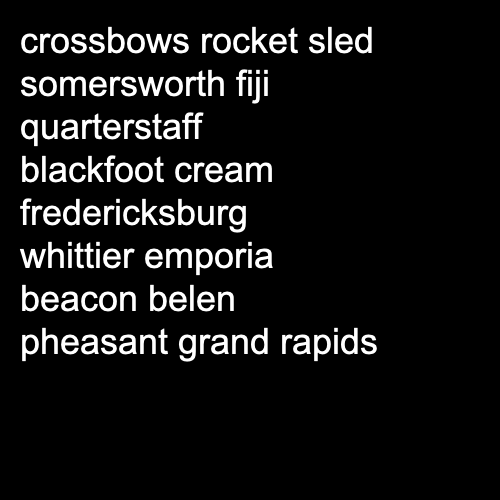 crossbows rocket sled
somersworth fiji
quarterstaff
blackfoot cream
fredericksburg
whittier emporia
beacon belen
pheasant grand rapids